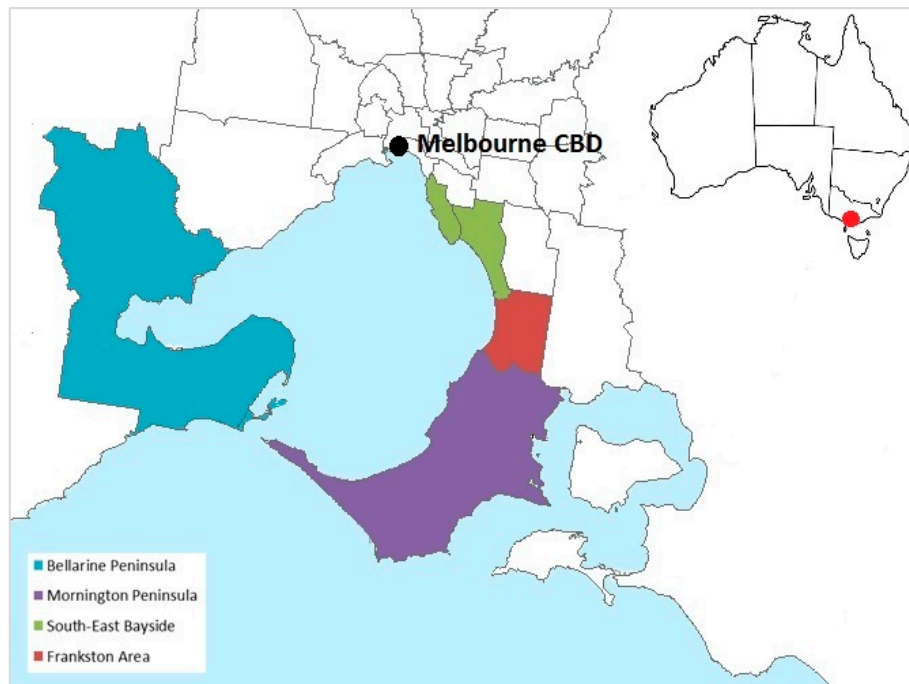 Melbourne CBD
Bellarine Peninsula
Mornington Peninsula
South-East Bayside
Frankston Area